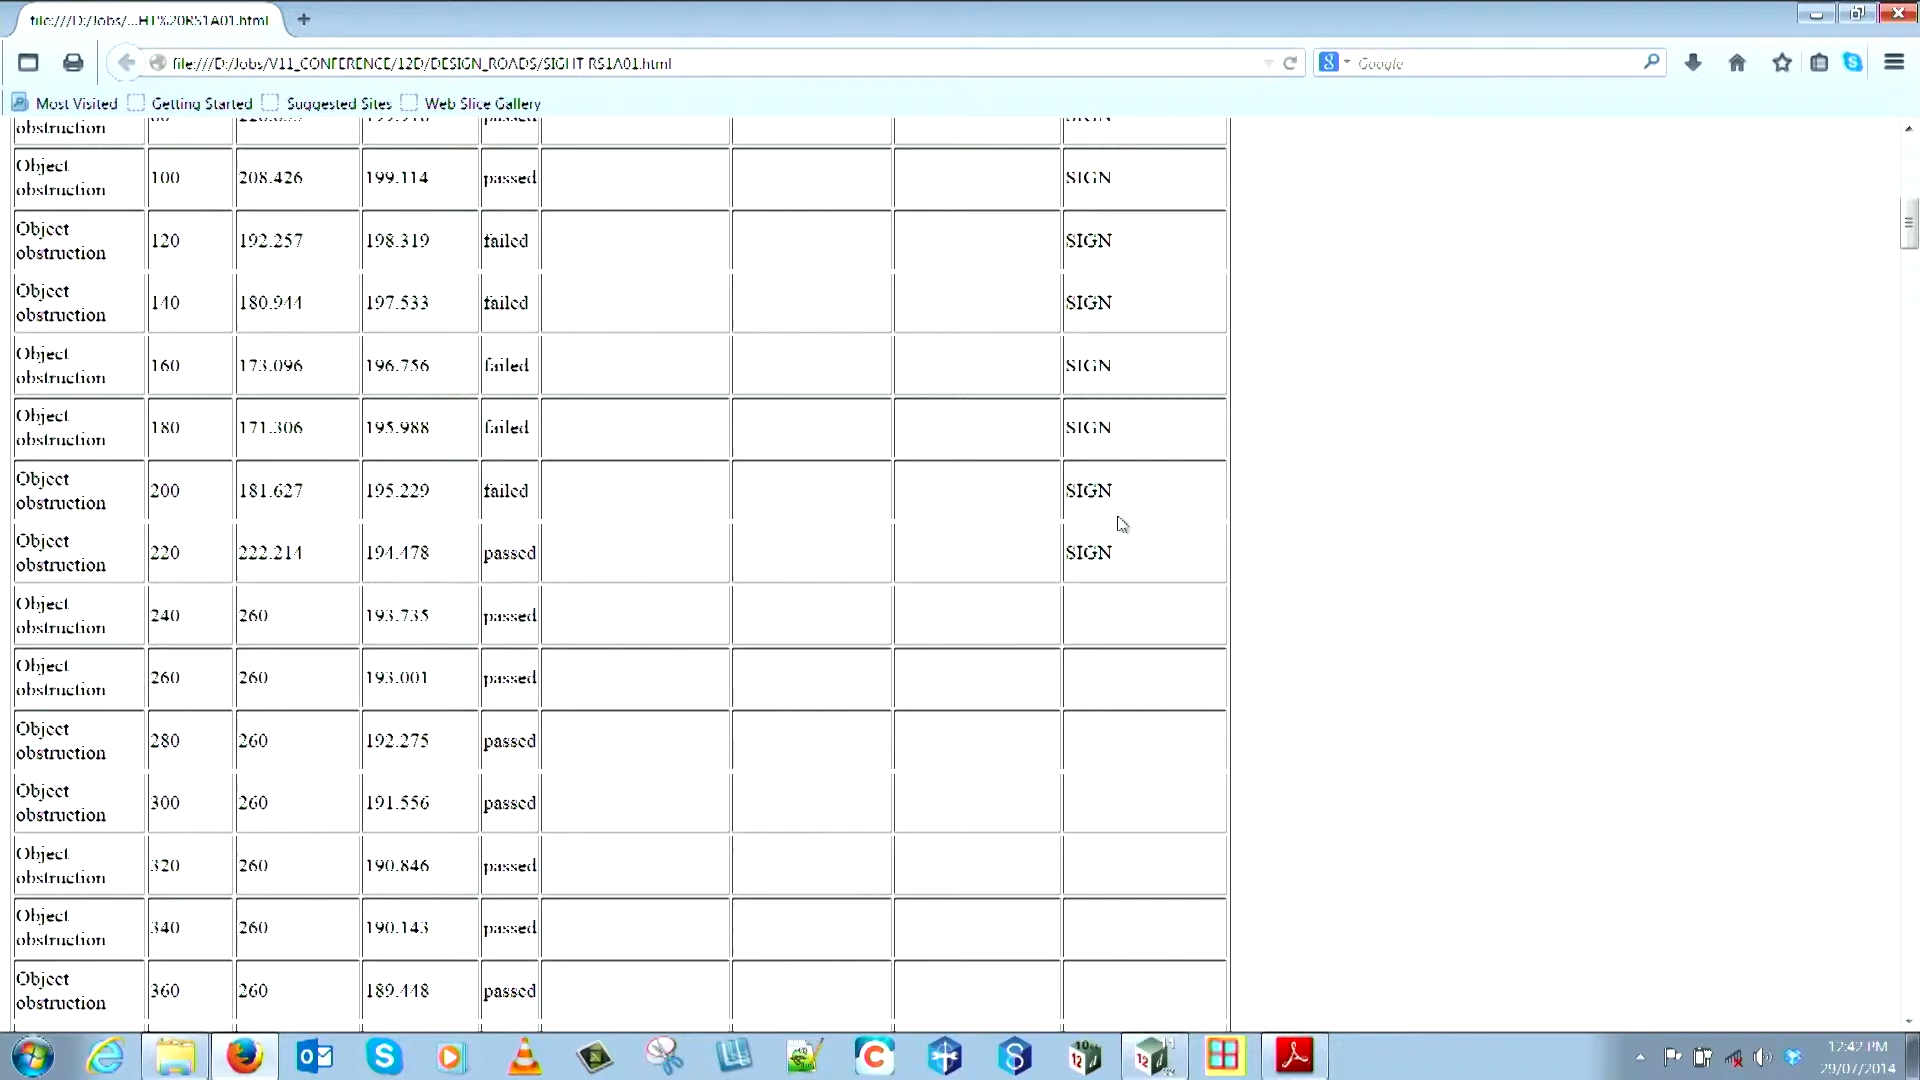 file:///D:/Jobs/...HT%20RS1A01.html
file:///D:/Jobs/V11_CONFERENCE/12D/DESIGN_ROADS/SIGHT RS1A01.html
Google
Most Visited Getting Started Suggested Sites Web Slice Gallery
obstruction passed SIGN
Object obstruction 100 208.426 199.114 passed SIGN
Object obstruction 120 192.257 198.319 failed SIGN
Object obstruction 140 180.944 197.533 failed SIGN
Object obstruction 160 173.096 196.756 failed SIGN
Object obstruction 180 171.306 195.988 failed SIGN
Object obstruction 200 181.627 195.229 failed SIGN
Object obstruction 220 222.214 194.478 passed SIGN
Object obstruction 240 260 193.735 passed
Object obstruction 260 260 193.001 passed
Object obstruction 280 260 192.275 passed
Object obstruction 300 260 191.556 passed
Object obstruction 320 260 190.846 passed
Object obstruction 340 260 190.143 passed
Object obstruction 360 260 189.448 passed
12:42 PM
29/07/2014